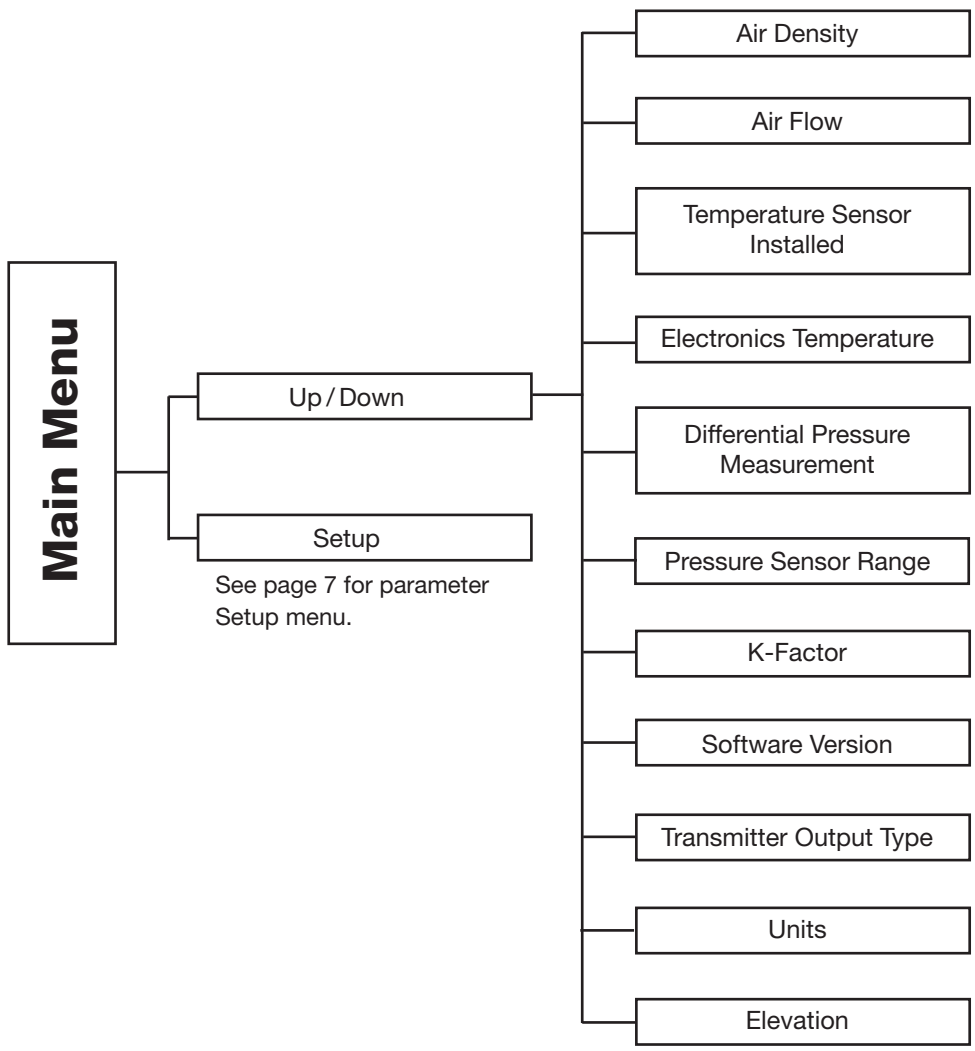 Main Menu
Up / Down
Setup
See page 7 for parameter
Setup menu.
Air Density
Air Flow
Temperature Sensor
Installed
Electronics Temperature
Differential Pressure
Measurement
Pressure Sensor Range
K-Factor
Software Version
Transmitter Output Type
Units
Elevation